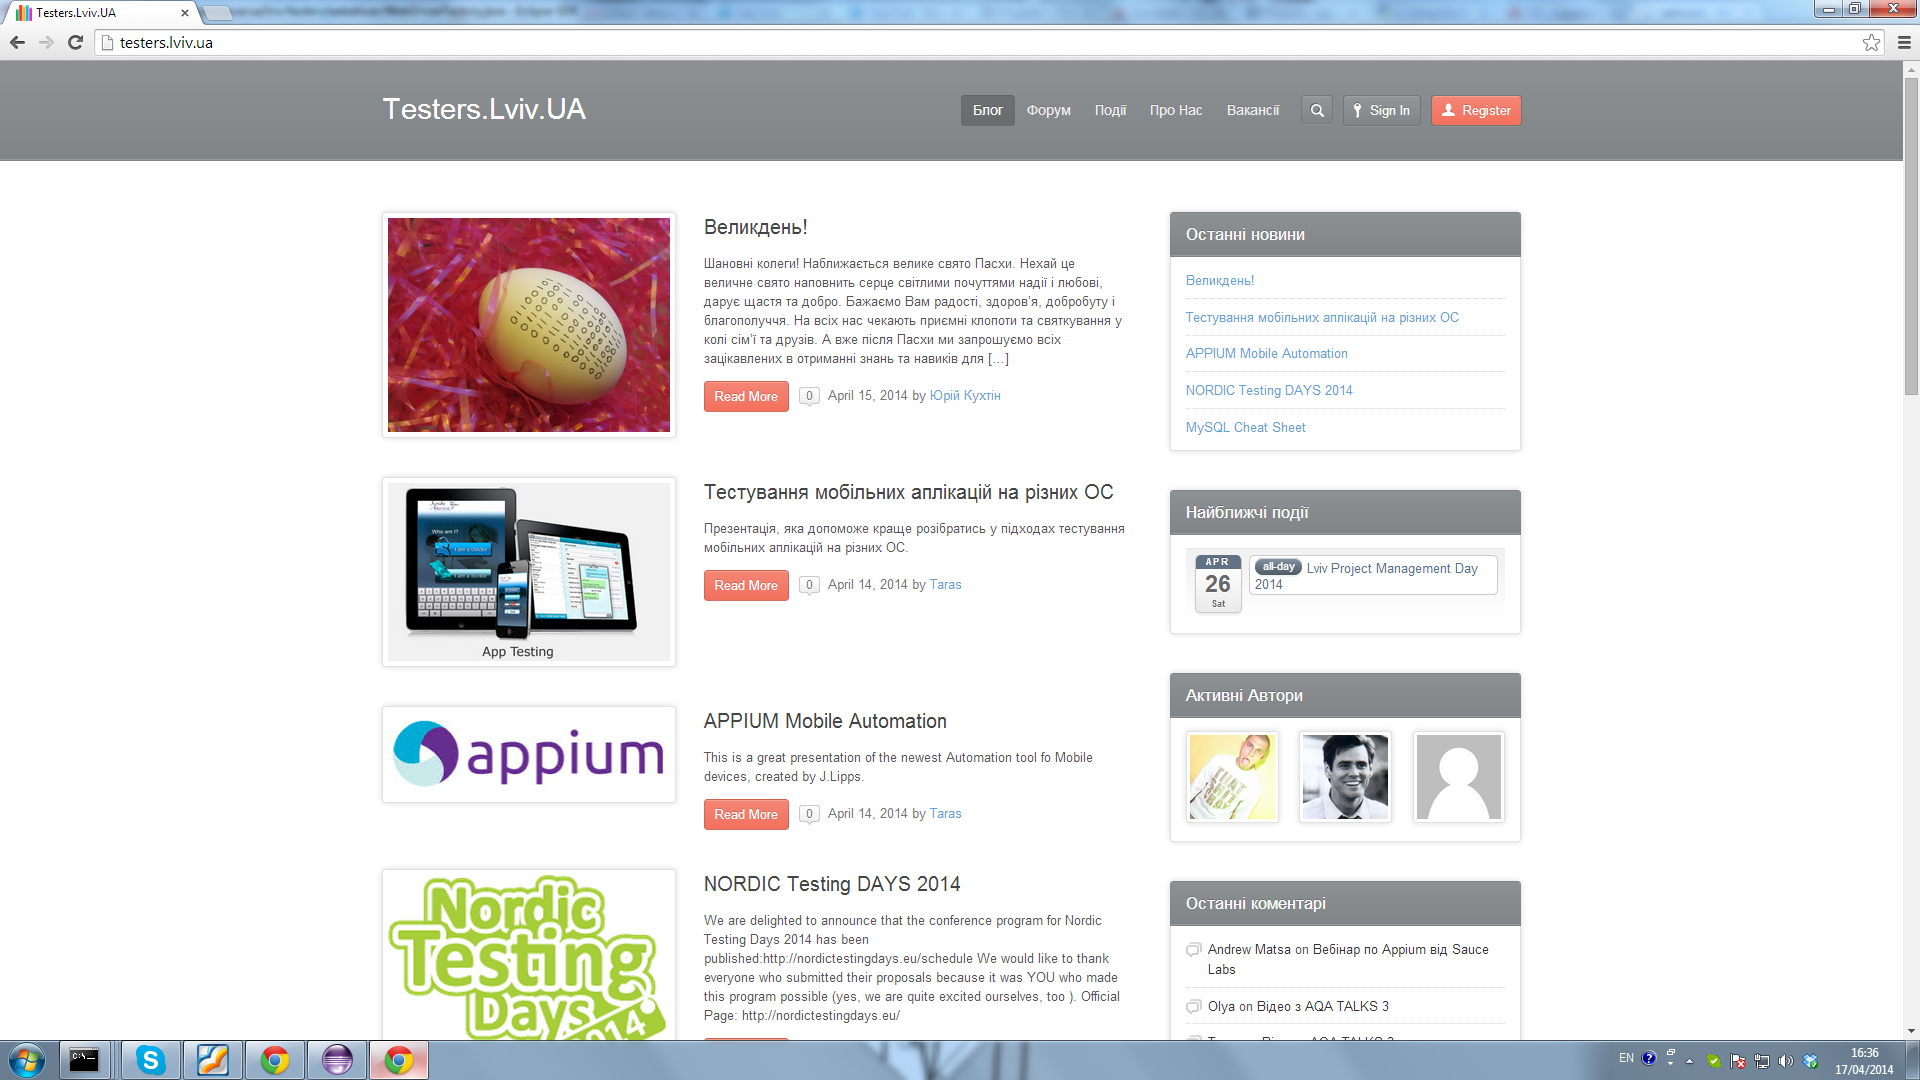 Testers.Lviv.UA
testers.lviv.ua
Testers.Lviv.UA
Блог Форум Події Про Нас Вакансії Sign In Register
Великдень!
Шановні колеги! Наближається велике свято Пасхи. Нехай це
величне свято наповнить серце світлими почуттями надії і любові,
дарує щастя та добро. Бажаємо Вам радості, здоров’я, добробуту і
благополуччя. На всіх нас чекають приємні клопоти та святкування у
колі сім’ї та друзів. А вже після Пасхи ми запрошуємо всіх
зацікавлених в отриманні знань та навиків для […]
Read More 0 April 15, 2014 by Юрій Кухтін
Тестування мобільних аплікацій на різних ОС
Презентація, яка допоможе краще розібратись у підходах тестування
мобільних аплікацій на різних ОС.
Read More 0 April 14, 2014 by Taras
Who am I?
I am a Doctor
App Testing
appium
APPIUM Mobile Automation
This is a great presentation of the newest Automation tool fo Mobile
devices, created by J.Lipps.
Read More 0 April 14, 2014 by Taras
Nordic
Testing
Days
2014
NORDIC Testing DAYS 2014
We are delighted to announce that the conference program for Nordic
Testing Days 2014 has been
published:http://nordictestingdays.eu/schedule We would like to thank
everyone who submitted their proposals because it was YOU who made
this program possible (yes, we are quite excited ourselves, too ). Official
Page: http://nordictestingdays.eu/
Останні новини
Великдень!
Тестування мобільних аплікацій на різних ОС
APPIUM Mobile Automation
NORDIC Testing DAYS 2014
MySQL Cheat Sheet
Найближчі події
APR
26
Sat
all-day Lviv Project Management Day
2014
Активні Автори
Останні коментарі
Andrew Matsa on Вебінар по Appium від Sauce
Labs
Olya on Відео з AQA TALKS 3
C:\
EN
16:36
17/04/2014